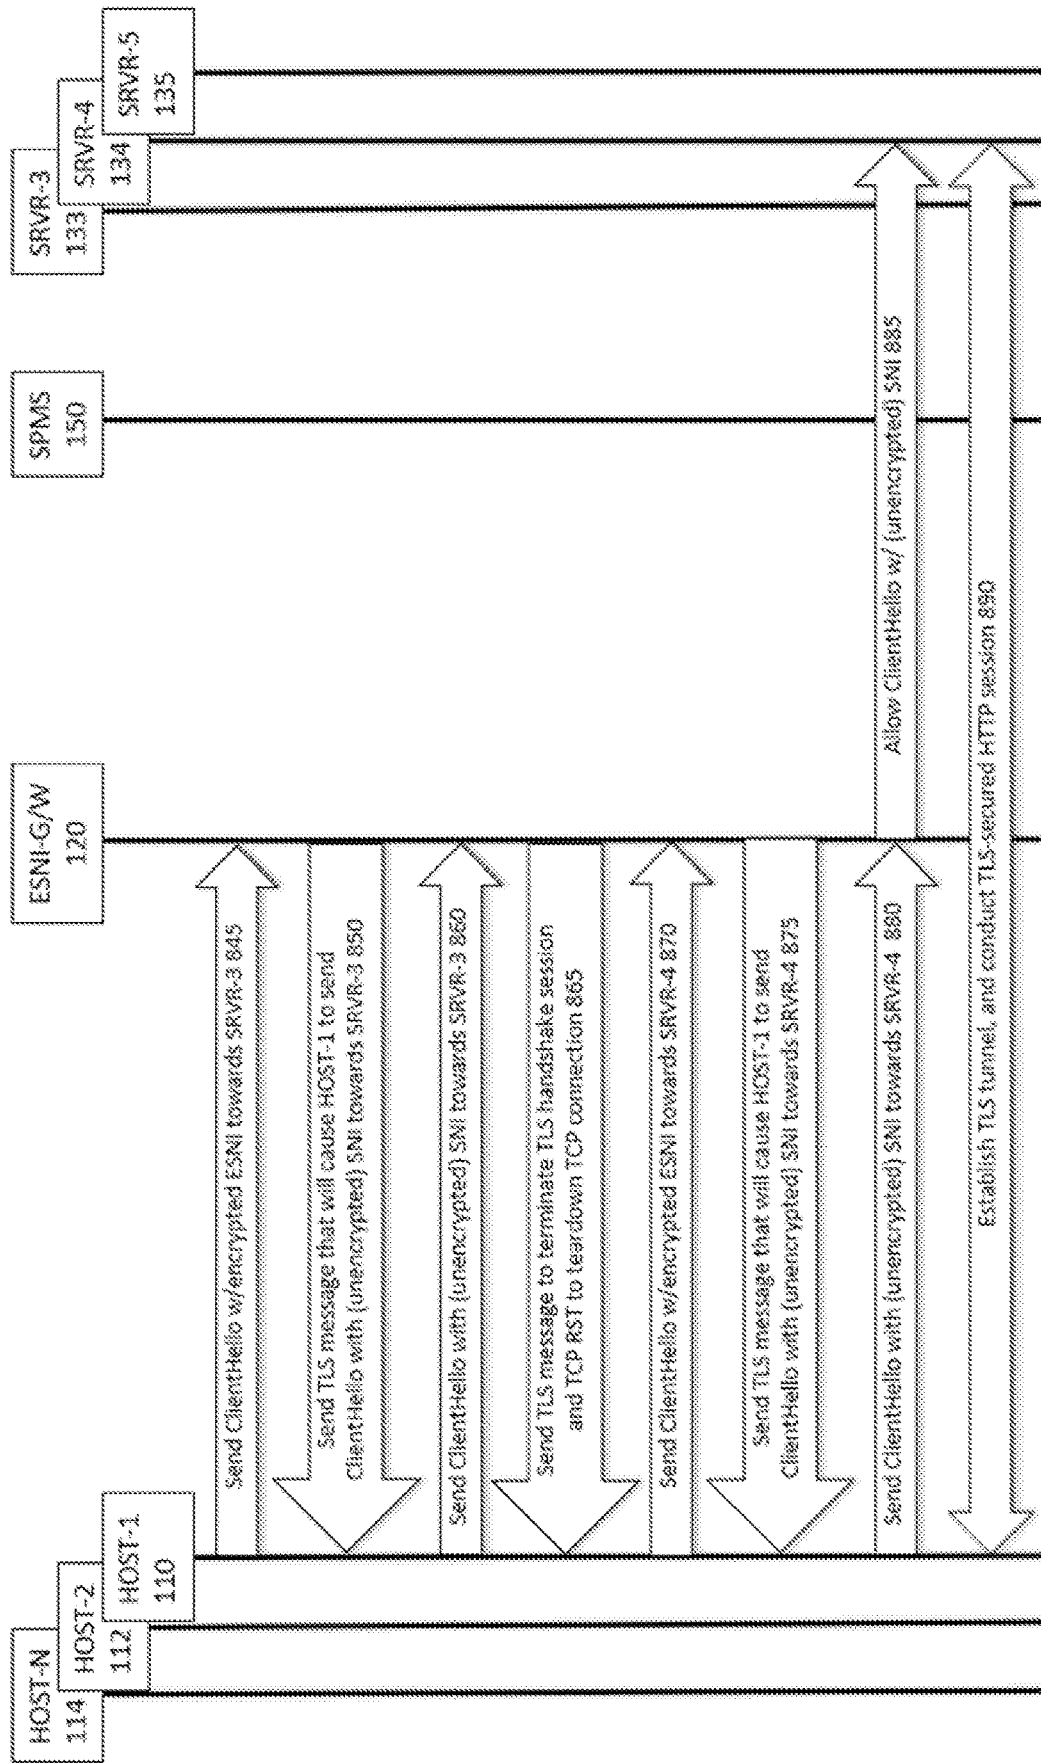 HOST-N
114
HOST-2
112
HOST-1
110
ESNI-G/W
120
SPMS
150
SRVR-3
133
SRVR-4
134
SRVR-5
135
Send ClientHello w/encrypted ESNI towards SRVR-3 845
Send TLS message that will cause HOST-1 to send
ClientHello with (unencrypted) SNI towards SRVR-3 850
Send ClientHello with (unencrypted) SNI towards SRVR-3 860
Send TLS message to terminate TLS handshake session
and TCP RST to teardown TCP connection 865
Send ClientHello w/encrypted ESNI towards SRVR-4 870
Send TLS message that will cause HOST-1 to send
ClientHello with (unencrypted) SNI towards SRVR-4 875
Send ClientHello with (unencrypted) SNI towards SRVR-4 880
Allow ClientHello w/ (unencrypted) SNI 885
Establish TLS tunnel, and conduct TLS-secured HTTP session 890